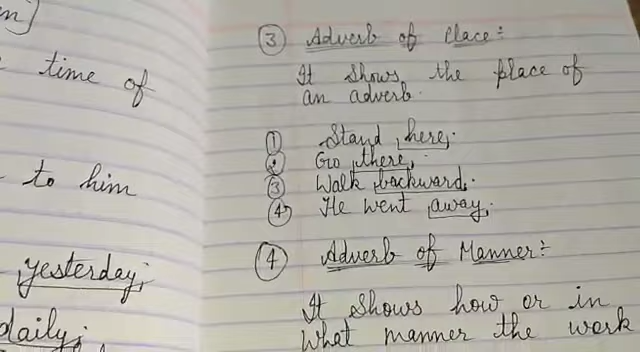 en]
time of
to him
yesterday;
daily;
③ Adverb of Place :-
It shows the place of
an adverb.
① Stand here,.
② Go there,.
③ Walk backward,.
④ He went away,.
④ Adverb of Manner :-
It shows how or in
what manner the work